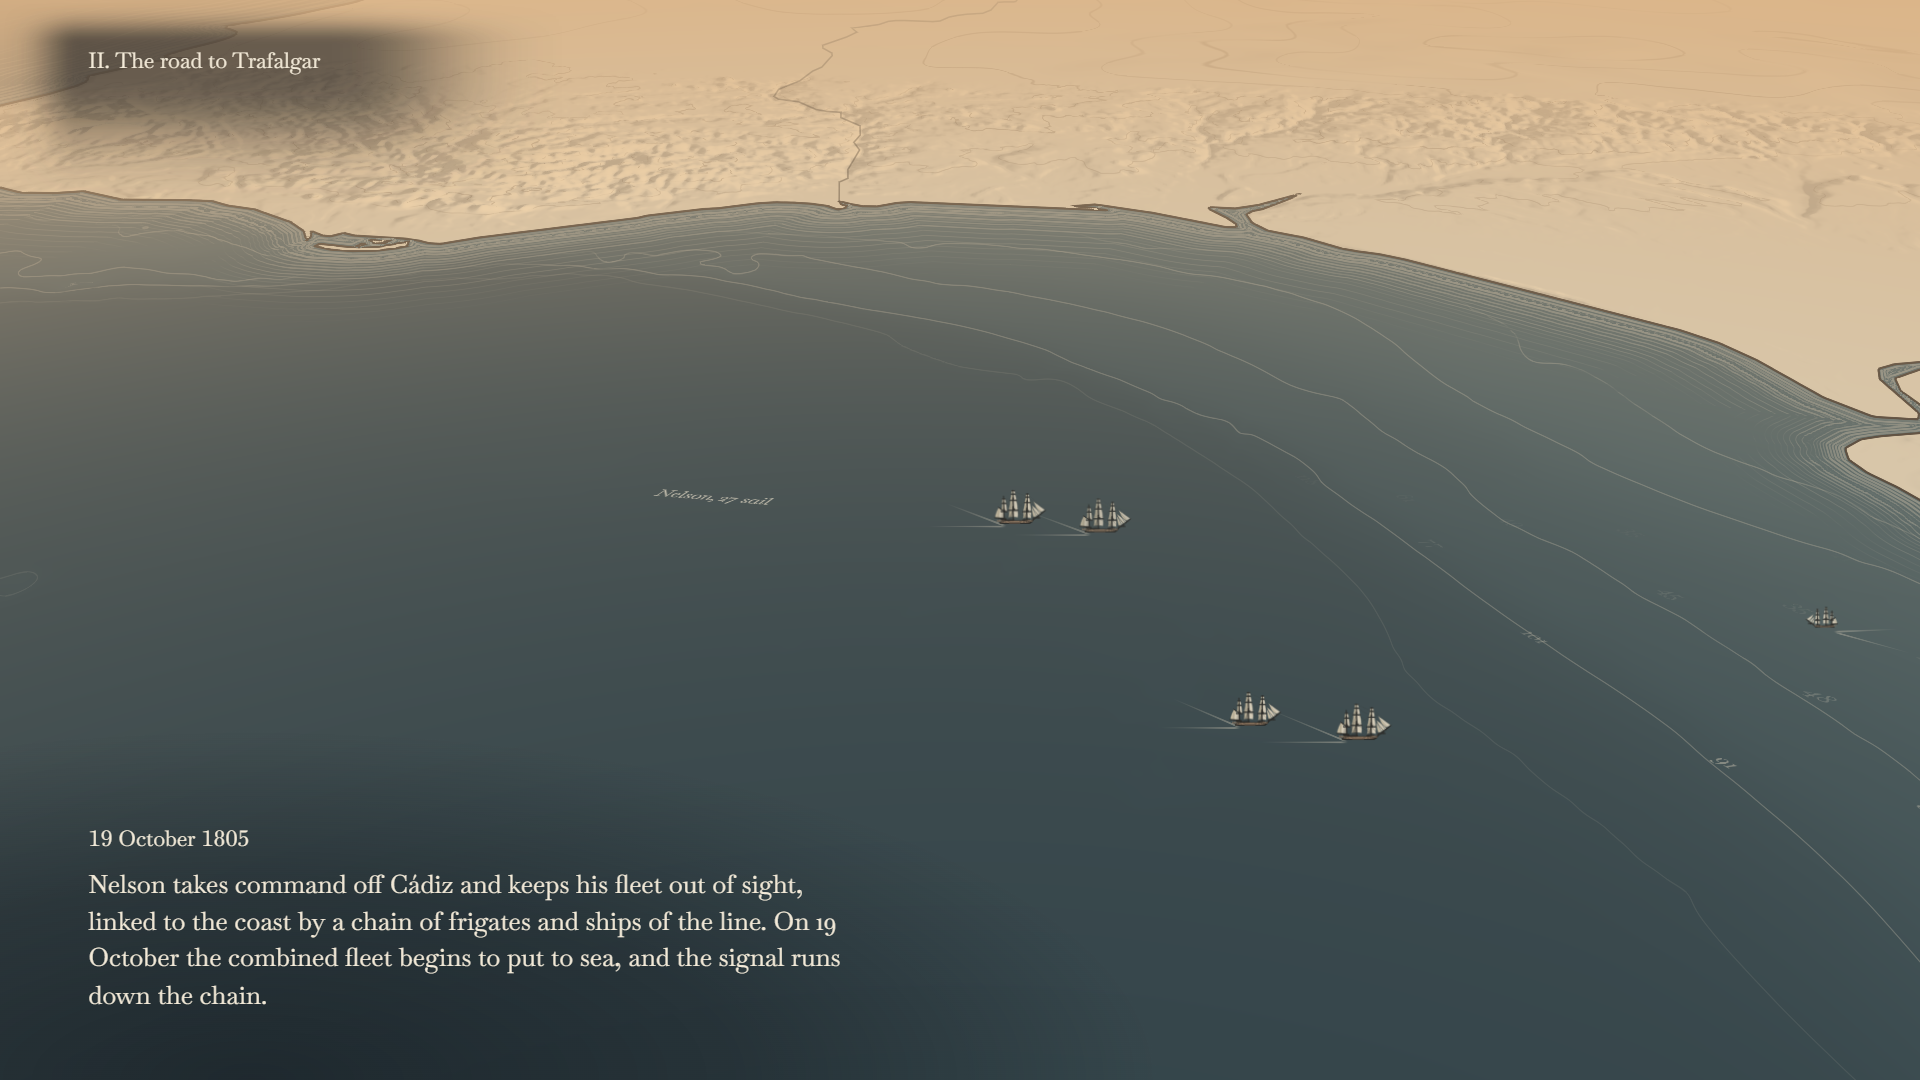 II. The road to Trafalgar
Nelson, 27 sail
48
91
19 October 1805
Nelson takes command off Cádiz and keeps his fleet out of sight,
linked to the coast by a chain of frigates and ships of the line. On 19
October the combined fleet begins to put to sea, and the signal runs
down the chain.